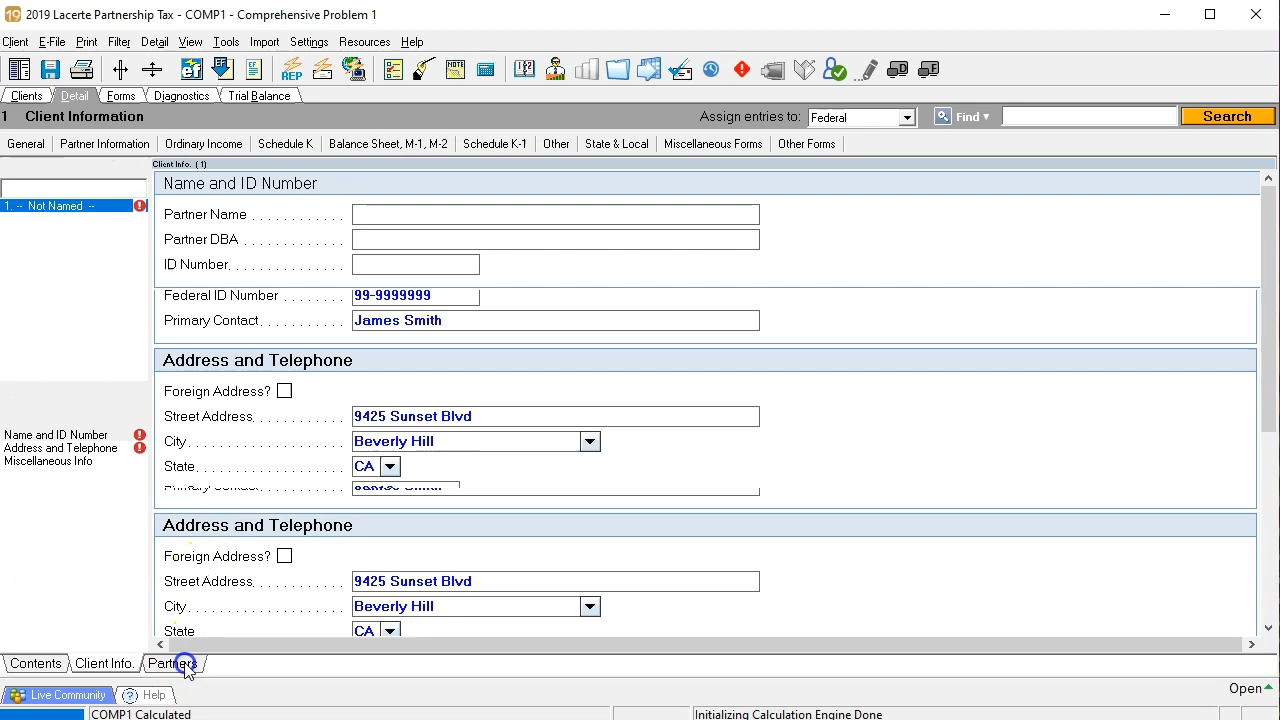 19 2019 Lacerte Partnership Tax - COMP1 - Comprehensive Problem 1
Client E-File Print Filter Detail View Tools Import Settings Resources Help
REP
Clients Detail Forms Diagnostics Trial Balance
1 Client Information Assign entries to: Federal Find Search
General Partner Information Ordinary Income Schedule K Balance Sheet, M-1, M-2 Schedule K-1 Other State & Local Miscellaneous Forms Other Forms
Client Info. (1)
Name and ID Number
1. -- Not Named --
Partner Name
Partner DBA
ID Number
Federal ID Number 99-9999999
Primary Contact James Smith
Address and Telephone
Foreign Address?
Street Address 9425 Sunset Blvd
City Beverly Hill
State CA
Name and ID Number
Address and Telephone
Miscellaneous Info
Primary Contact
Address and Telephone
Foreign Address?
Street Address 9425 Sunset Blvd
City Beverly Hill
State CA
Contents Client Info. Partners
Live Community Help Open
COMP1 Calculated Initializing Calculation Engine Done